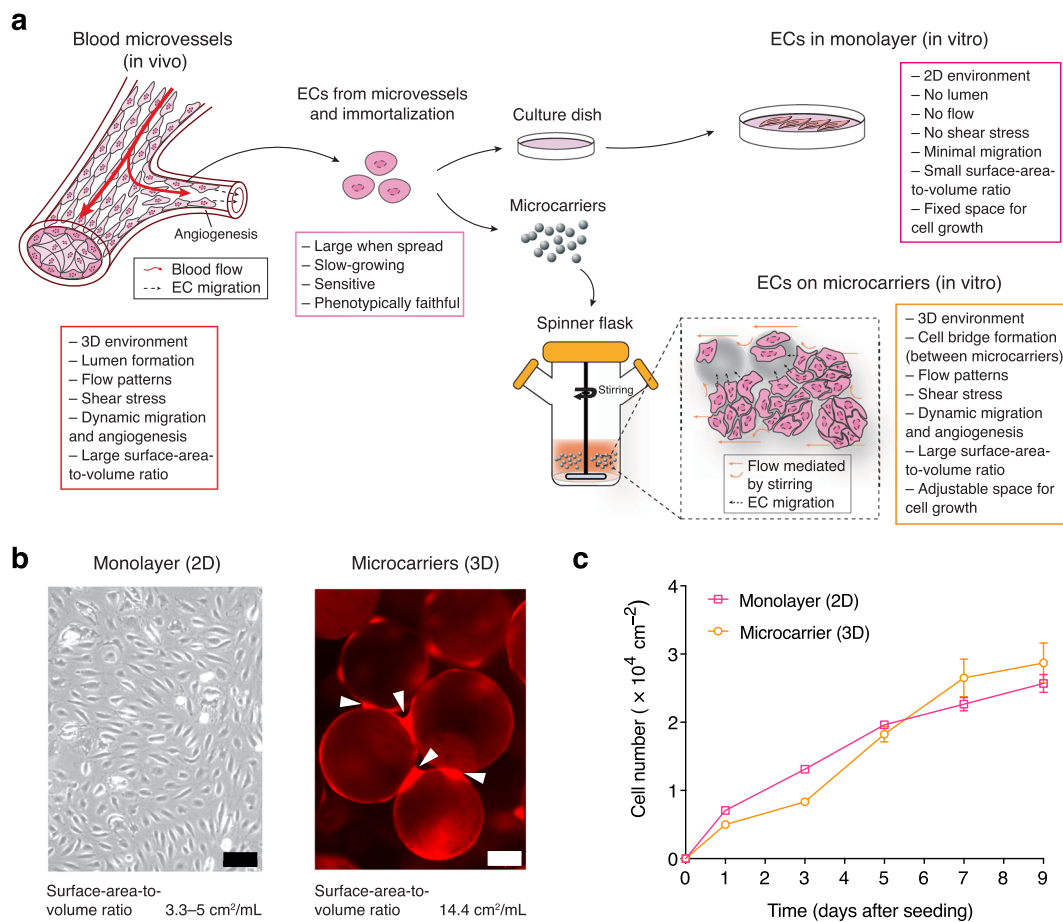 a
Blood microvessels
(in vivo)
Angiogenesis
Blood flow
EC migration
– 3D environment
– Lumen formation
– Flow patterns
– Shear stress
– Dynamic migration
and angiogenesis
– Large surface-area-
to-volume ratio
ECs from microvessels
and immortalization
– Large when spread
– Slow-growing
– Sensitive
– Phenotypically faithful
Culture dish
Microcarriers
Spinner flask
Stirring
ECs in monolayer (in vitro)
– 2D environment
– No lumen
– No flow
– No shear stress
– Minimal migration
– Small surface-area-
to-volume ratio
– Fixed space for
cell growth
ECs on microcarriers (in vitro)
Flow mediated
by stirring
EC migration
– 3D environment
– Cell bridge formation
(between microcarriers)
– Flow patterns
– Shear stress
– Dynamic migration
and angiogenesis
– Large surface-area-
to-volume ratio
– Adjustable space for
cell growth
b
Monolayer (2D)
Surface-area-to-
volume ratio 3.3–5 cm²/mL
Microcarriers (3D)
Surface-area-to-
volume ratio 14.4 cm²/mL
c
Cell number ( × 10⁴ cm⁻²)
4
3
2
1
0
Monolayer (2D)
Microcarrier (3D)
0 1 2 3 4 5 6 7 8 9
Time (days after seeding)